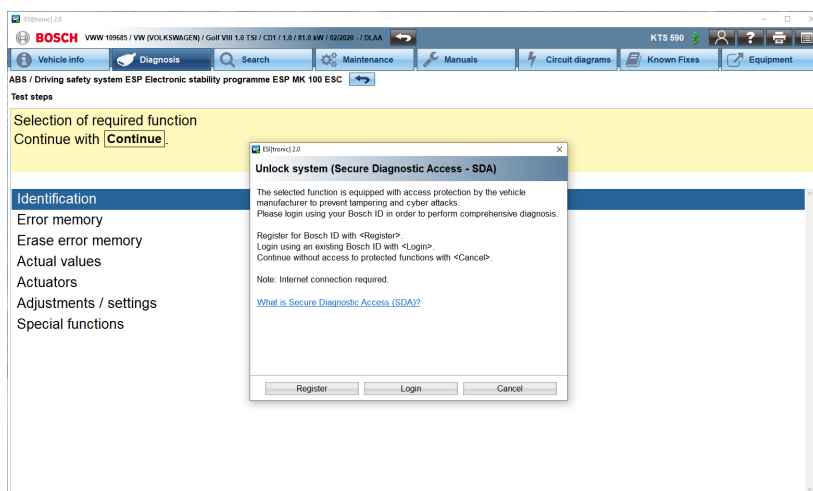 ESI[tronic] 2.0
BOSCH VWW 109685 / VW (VOLKSWAGEN) / Golf VIII 1.0 TSI / CD1 / 1.0 / 81.0 kW / 02/2020 - / DLAA KTS 590 ?
Vehicle info Diagnosis Search Maintenance Manuals Circuit diagrams Known Fixes Equipment
ABS / Driving safety system ESP Electronic stability programme ESP MK 100 ESC
Test steps
Selection of required function
Continue with Continue.
Identification
Error memory
Erase error memory
Actual values
Actuators
Adjustments / settings
Special functions
ESI[tronic] 2.0
Unlock system (Secure Diagnostic Access - SDA)
The selected function is equipped with access protection by the vehicle
manufacturer to prevent tampering and cyber attacks.
Please login using your Bosch ID in order to perform comprehensive diagnosis.
Register for Bosch ID with <Register>.
Login using an existing Bosch ID with <Login>.
Continue without access to protected functions with <Cancel>.
Note: Internet connection required.
What is Secure Diagnostic Access (SDA)?
Register Login Cancel